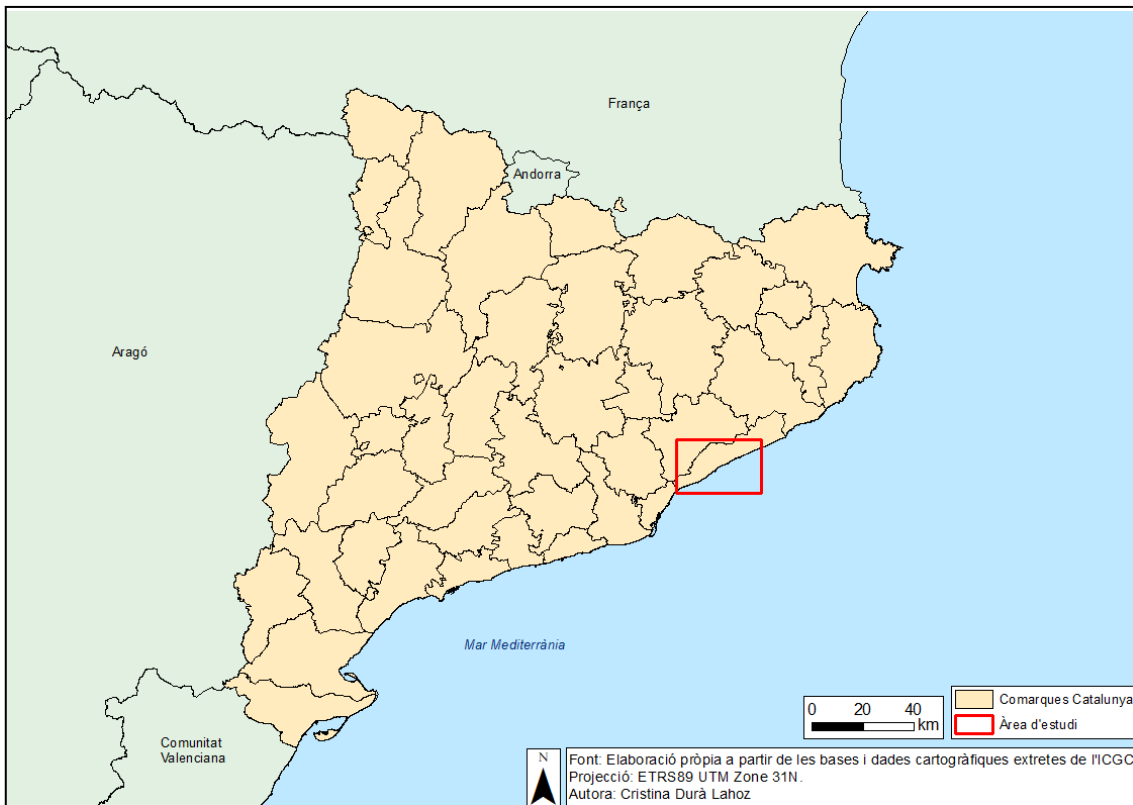 França
Andorra
Aragó
Mar Mediterrània
Comunitat
Valenciana
0 20 40
km
Comarques Catalunya
Àrea d'estudi
N
Font: Elaboració pròpia a partir de les bases i dades cartogràfiques extretes de l'ICGC
Projecció: ETRS89 UTM Zone 31N.
Autora: Cristina Durà Lahoz